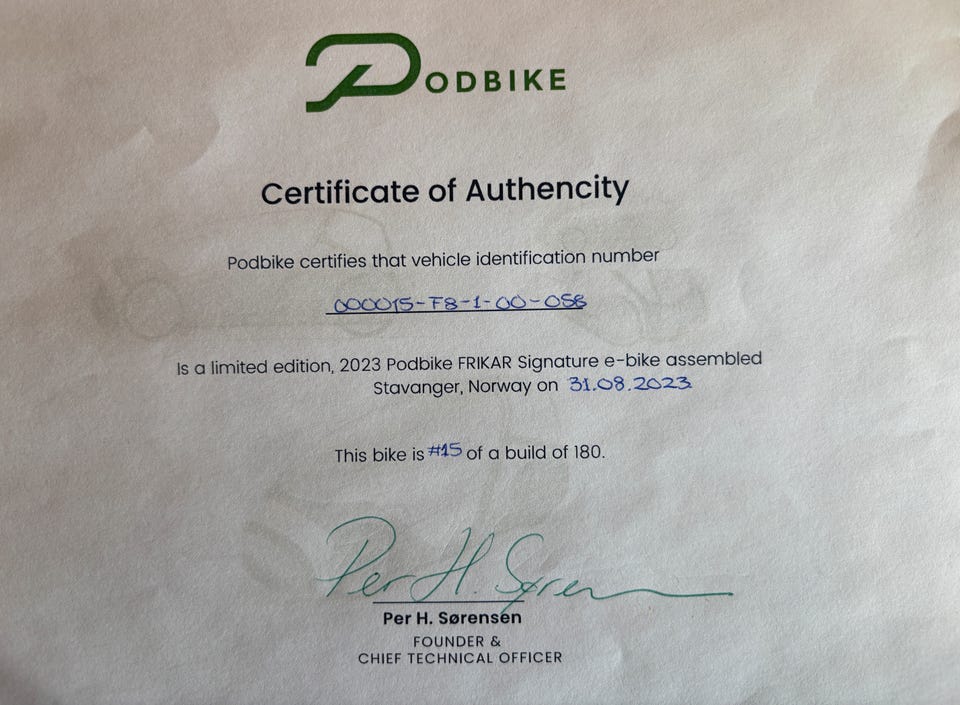 PODBIKE
Certificate of Authencity
Podbike certifies that vehicle identification number
000015-F8-1-00-058
Is a limited edition, 2023 Podbike FRIKAR Signature e-bike assembled
Stavanger, Norway on 31.08.2023
This bike is #15 of a build of 180.
Per H. Søren
Per H. Sørensen
FOUNDER &
CHIEF TECHNICAL OFFICER